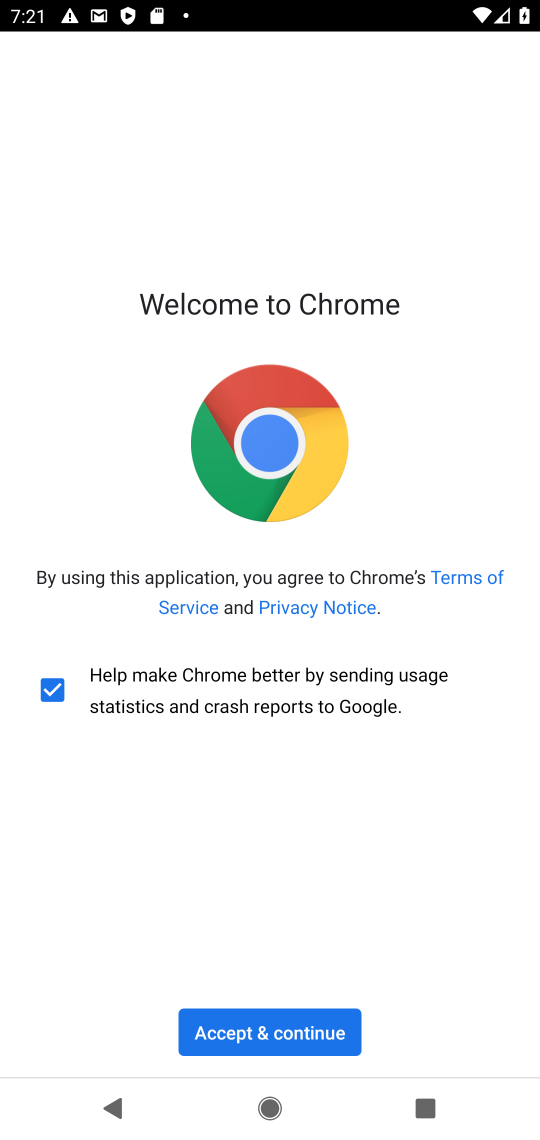 7:21
Welcome to Chrome
By using this application, you agree to Chrome’s Terms of
Service and Privacy Notice.
Help make Chrome better by sending usage
statistics and crash reports to Google.
Accept & continue